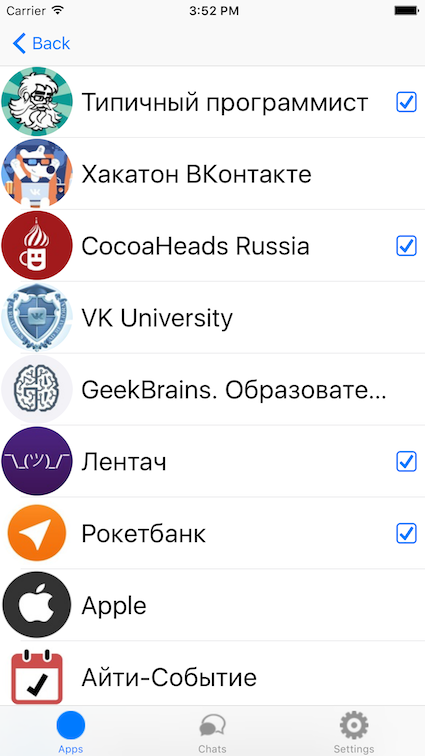 Carrier 3:52 PM
Back
Типичный программист
Хакатон ВКонтакте
CocoaHeads Russia
VK University
GeekBrains. Образовате...
¯\_(ツ)_/¯
Лентач
Рокетбанк
Apple
Айти-Событие
Apps Chats Settings